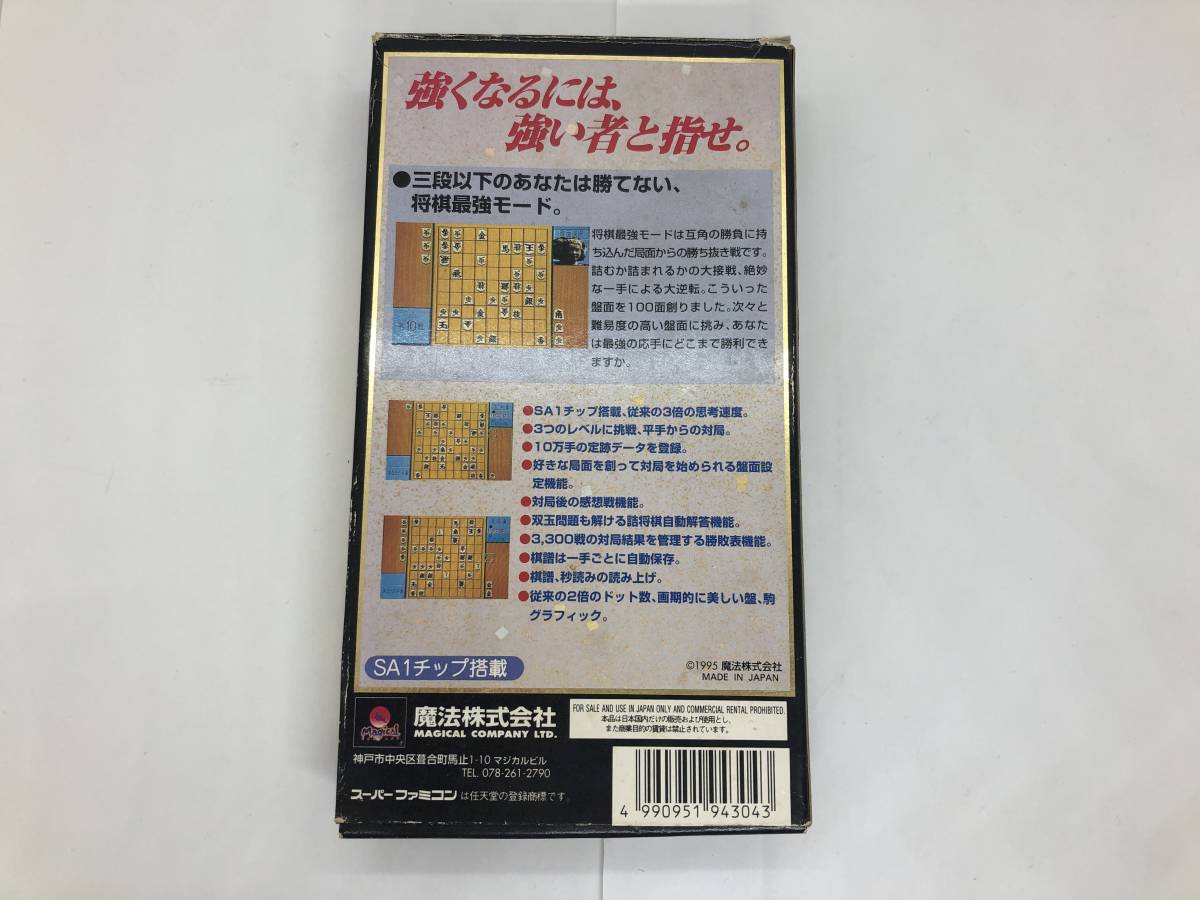 強くなるには、
強い者と指せ。
●三段以下のあなたは勝てない、
将棋最強モード。
将棋最強モードは互角の勝負に持
ち込んだ局面からの勝ち抜き戦です。
詰むか詰まれるかの大接戦、絶妙
な一手による大逆転。こういった
盤面を100面創りました。次々と
難易度の高い盤面に挑み、あなた
は最強の応手にどこまで勝利でき
ますか。
●SA1チップ搭載、従来の3倍の思考速度。
●3つのレベルに挑戦、平手からの対局。
●10万手の定跡データを登録。
●好きな局面を創って対局を始められる盤面設
定機能。
●対局後の感想戦機能。
●双玉問題も解ける詰将棋自動解答機能。
●3,300戦の対局結果を管理する勝敗表機能。
●棋譜は一手ごとに自動保存。
●棋譜、秒読みの読み上げ。
●従来の2倍のドット数、画期的に美しい盤、駒
グラフィック。
SA1チップ搭載
©1995 魔法株式会社
MADE IN JAPAN
MAGICAL
魔法株式会社
MAGICAL COMPANY LTD.
FOR SALE AND USE IN JAPAN ONLY AND COMMERCIAL RENTAL PROHIBITED.
本品は日本国内だけの販売および使用とし、
また商業目的の賃貸は禁止されています。
神戸市中央区葺合町馬止1-10 マジカルビル
TEL. 078-261-2790
スーパーファミコンは任天堂の登録商標です。
4 990951 943043